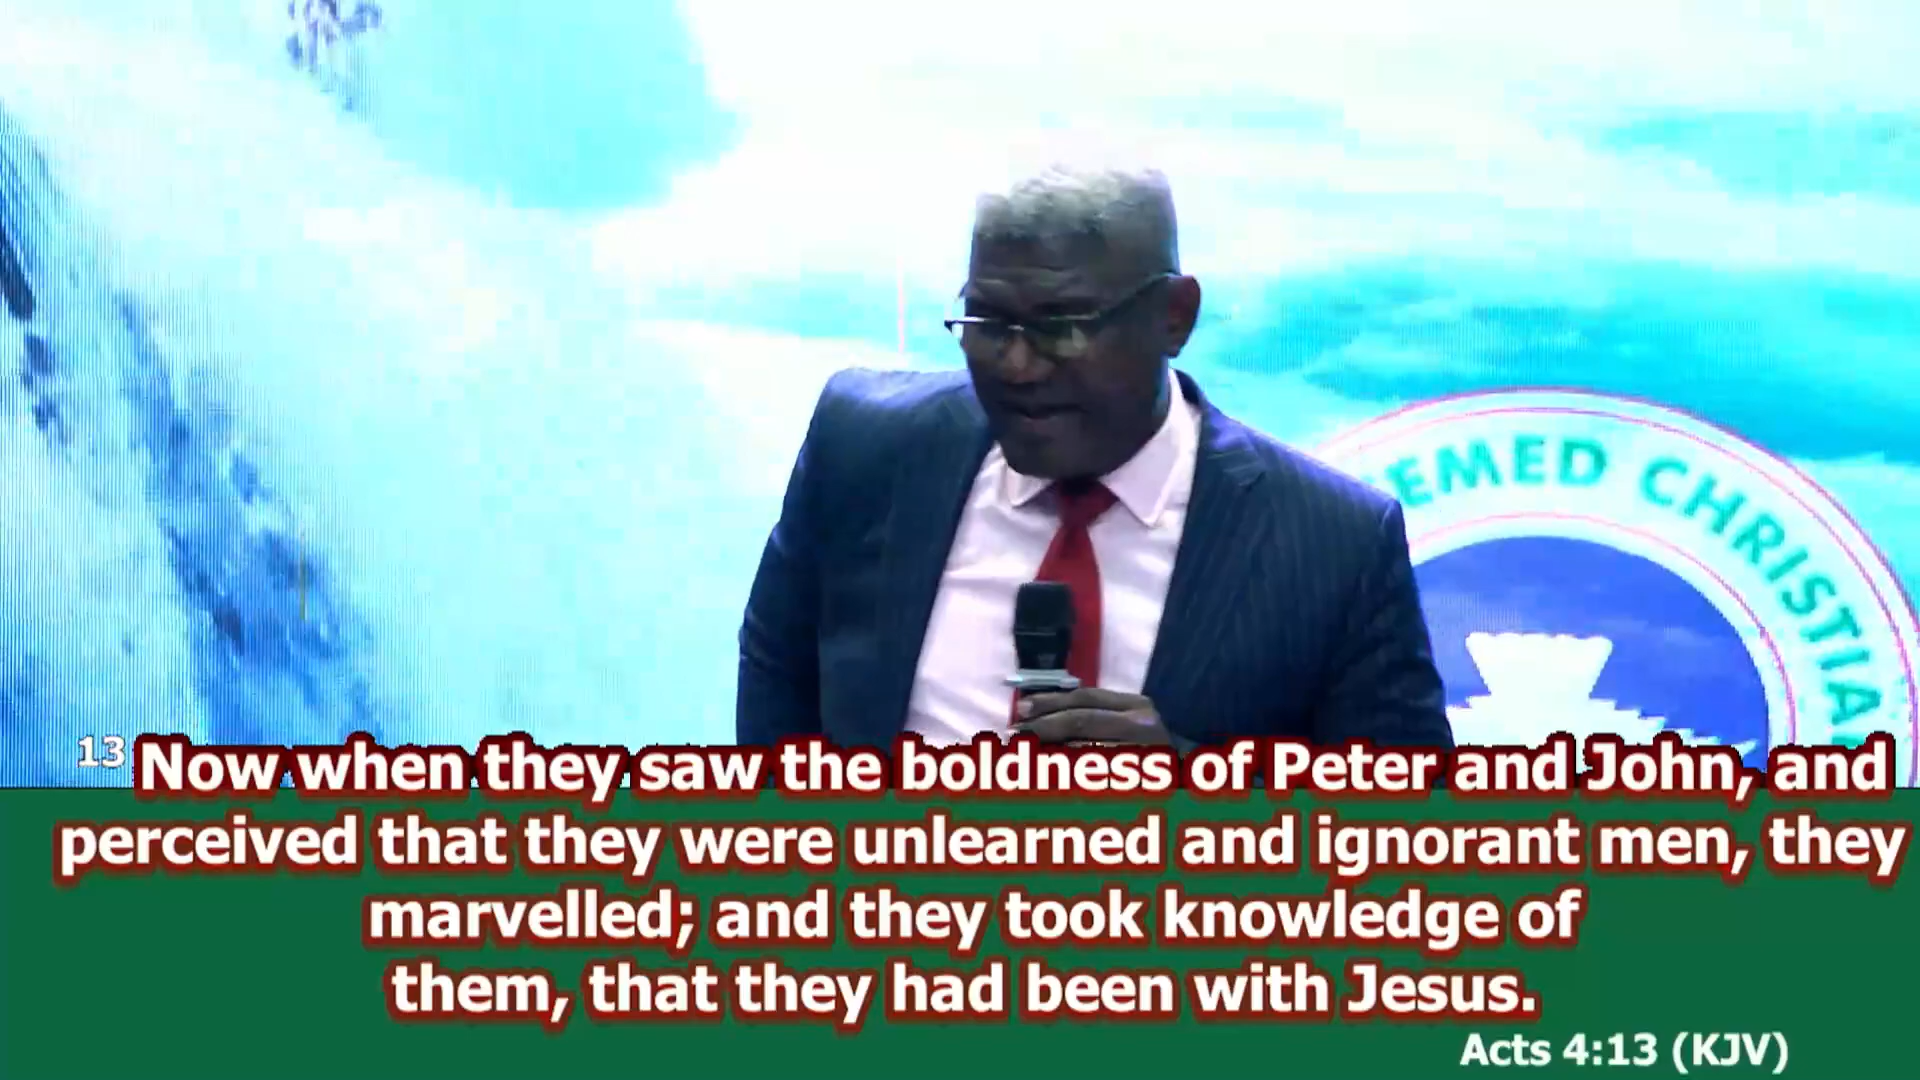 EMED CHRISTIA
13 Now when they saw the boldness of Peter and John, and
perceived that they were unlearned and ignorant men, they
marvelled; and they took knowledge of
them, that they had been with Jesus.
Acts 4:13 (KJV)